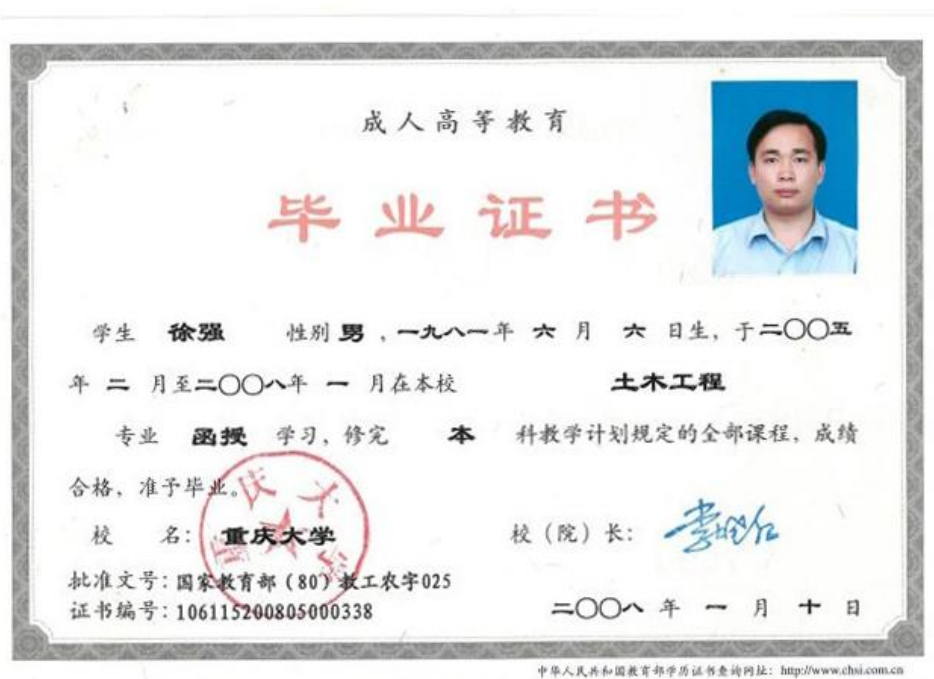 成人高等教育
毕业证书
学生 徐强 性别 男 , 一九八一年 六 月 六 日生, 于二〇〇五
年 二 月至二〇〇八年 一 月在本校 土木工程
专业 函授 学习, 修完 本 科教学计划规定的全部课程, 成绩
合格, 准予毕业。
校 名: 重庆大学 校(院)长: 
批准文号: 国家教育部(80)教工农字025
证书编号: 106115200805000338 二〇〇八 年 一 月 十 日
重庆大学
中华人民共和国教育部学历证书查询网址: http://www.chsi.com.cn